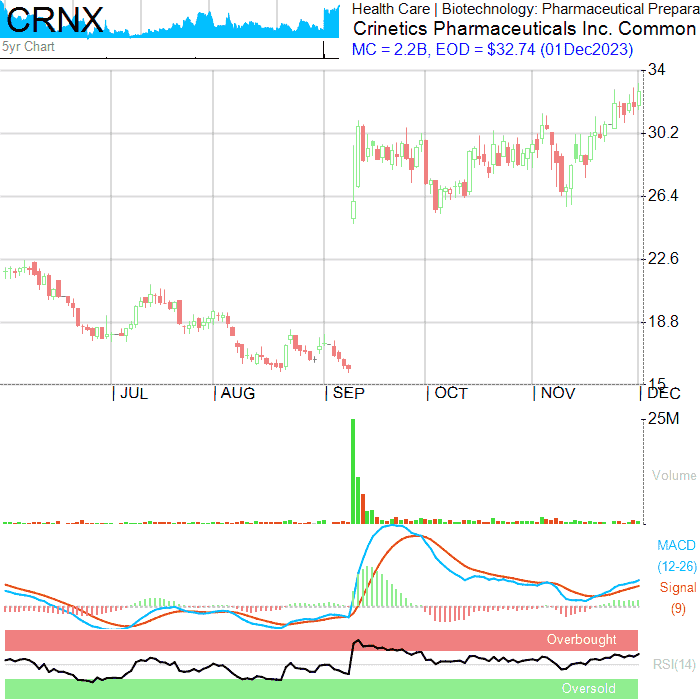 CRNX
5yr Chart
Health Care | Biotechnology: Pharmaceutical Prepara
Crinetics Pharmaceuticals Inc. Common
MC = 2.2B, EOD = $32.74 (01Dec2023)
34
30.2
26.4
22.6
18.8
15
JUL AUG SEP OCT NOV DEC
25M
Volume
MACD
(12-26)
Signal
(9)
Overbought
RSI(14)
Oversold